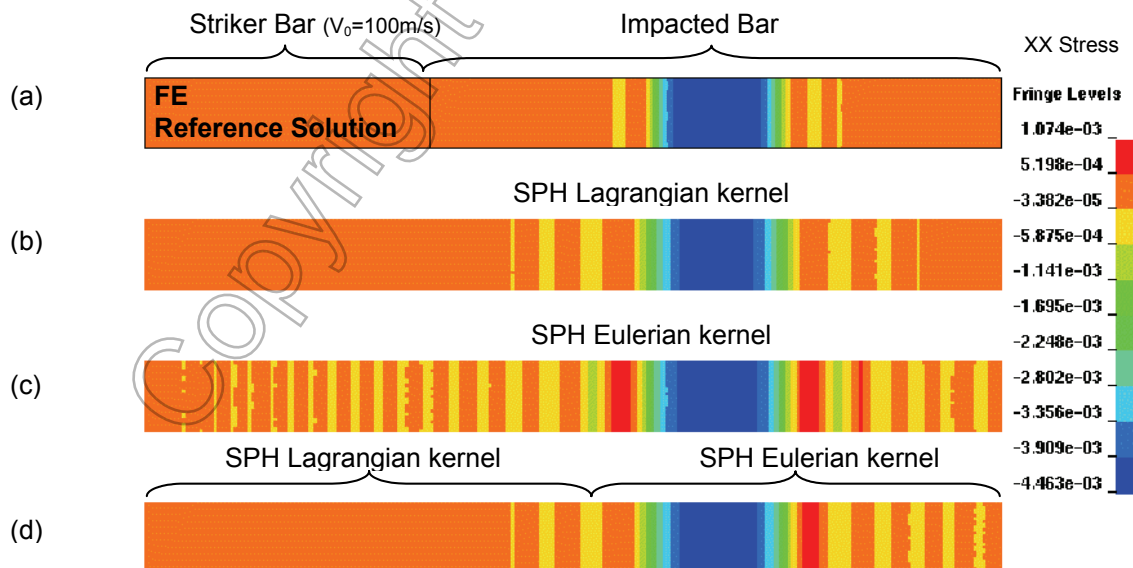 Striker Bar (V₀=100m/s)
Impacted Bar
XX Stress
(a)
FE
Reference Solution
Fringe Levels
1.074e-03
5.198e-04
-3.382e-05
-5.875e-04
-1.141e-03
-1.695e-03
-2.248e-03
-2.802e-03
-3.356e-03
-3.909e-03
-4.463e-03
SPH Lagrangian kernel
(b)
SPH Eulerian kernel
(c)
SPH Lagrangian kernel
SPH Eulerian kernel
(d)
Copyright